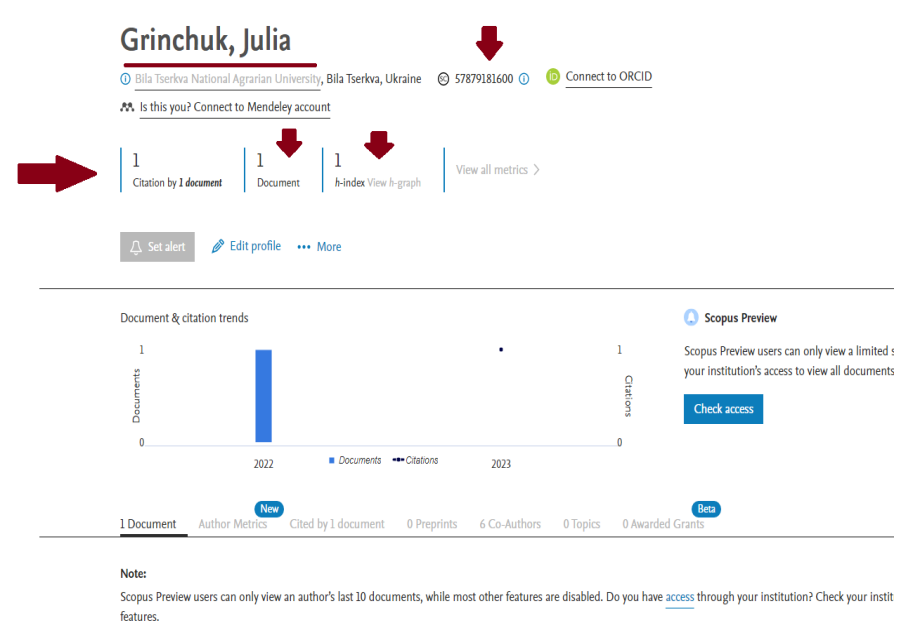 Grinchuk, Julia
Bila Tserkva National Agrarian University, Bila Tserkva, Ukraine SC 57879181600 iD Connect to ORCID
Is this you? Connect to Mendeley account
1 1 1
Citation by 1 document Document h-index View h-graph View all metrics >
Set alert Edit profile More
Document & citation trends
Scopus Preview
1 1
Scopus Preview users can only view a limited s
your institution's access to view all documents
Documents Citations
Check access
0 0
2022 Documents Citations 2023
New Beta
1 Document Author Metrics Cited by 1 document 0 Preprints 6 Co-Authors 0 Topics 0 Awarded Grants
Note:
Scopus Preview users can only view an author's last 10 documents, while most other features are disabled. Do you have access through your institution? Check your instit
features.